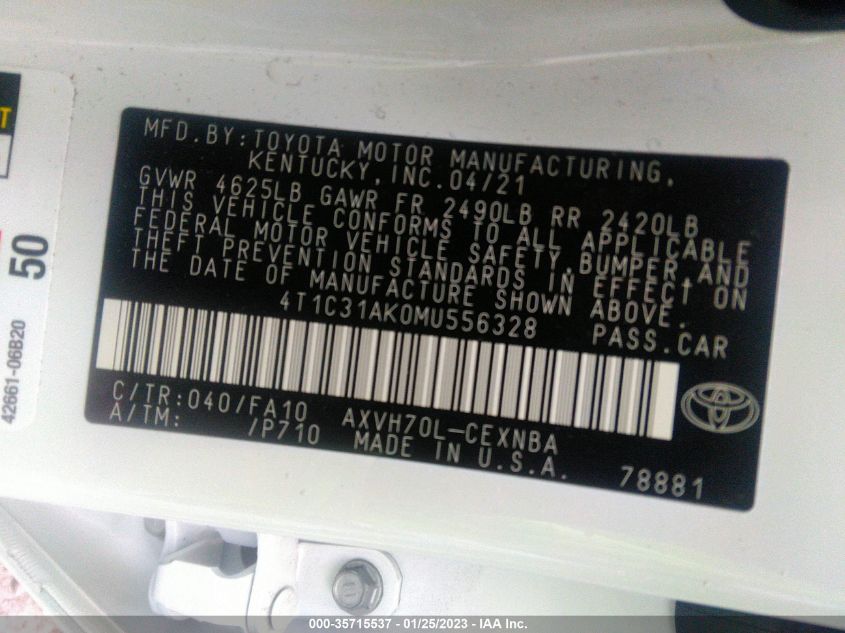 MFD.BY:TOYOTA MOTOR MANUFACTURING,
KENTUCKY,INC.04/21
GVWR 4625LB GAWR FR 2490LB RR 2420LB
THIS VEHICLE CONFORMS TO ALL APPLICABLE
FEDERAL MOTOR VEHICLE SAFETY,BUMPER,AND
THEFT PREVENTION STANDARDS IN EFFECT ON
THE DATE OF MANUFACTURE SHOWN ABOVE.
4T1C31AK0MU556328 PASS.CAR
C/TR:040/FA10 AXVH70L-CEXNBA
A/TM: /P710 MADE IN U.S.A. 78881
T
50
42661-06B20
000-35715537 - 01/25/2023 - IAA Inc.